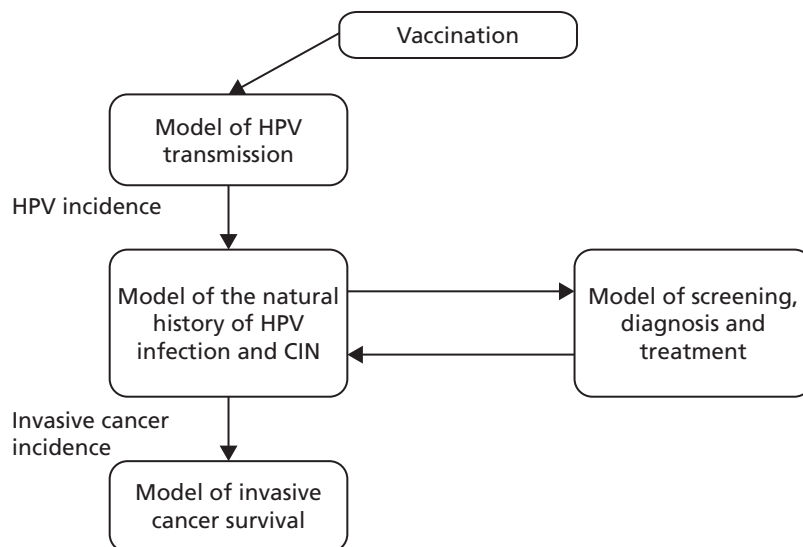 Vaccination
Model of HPV
transmission
HPV incidence
Model of the natural
history of HPV
infection and CIN
Model of screening,
diagnosis and
treatment
Invasive cancer
incidence
Model of invasive
cancer survival